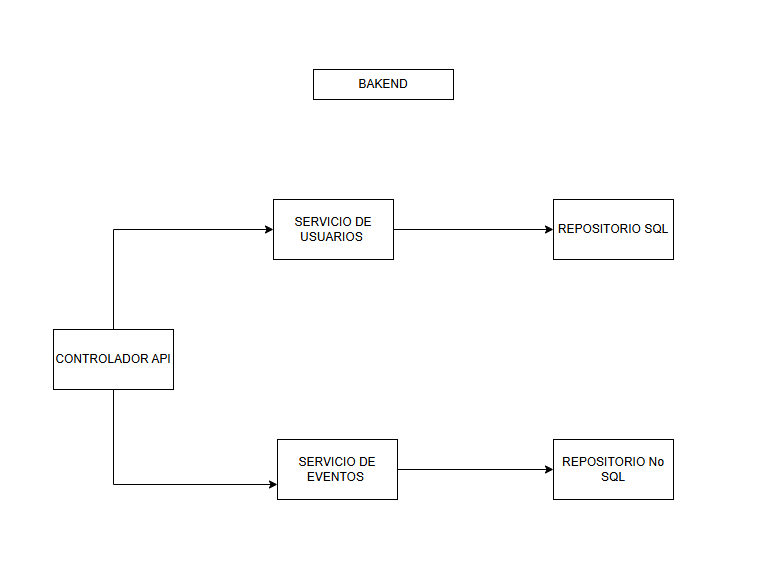 BAKEND
SERVICIO DE
USUARIOS
REPOSITORIO SQL
CONTROLADOR API
SERVICIO DE
EVENTOS
REPOSITORIO No
SQL